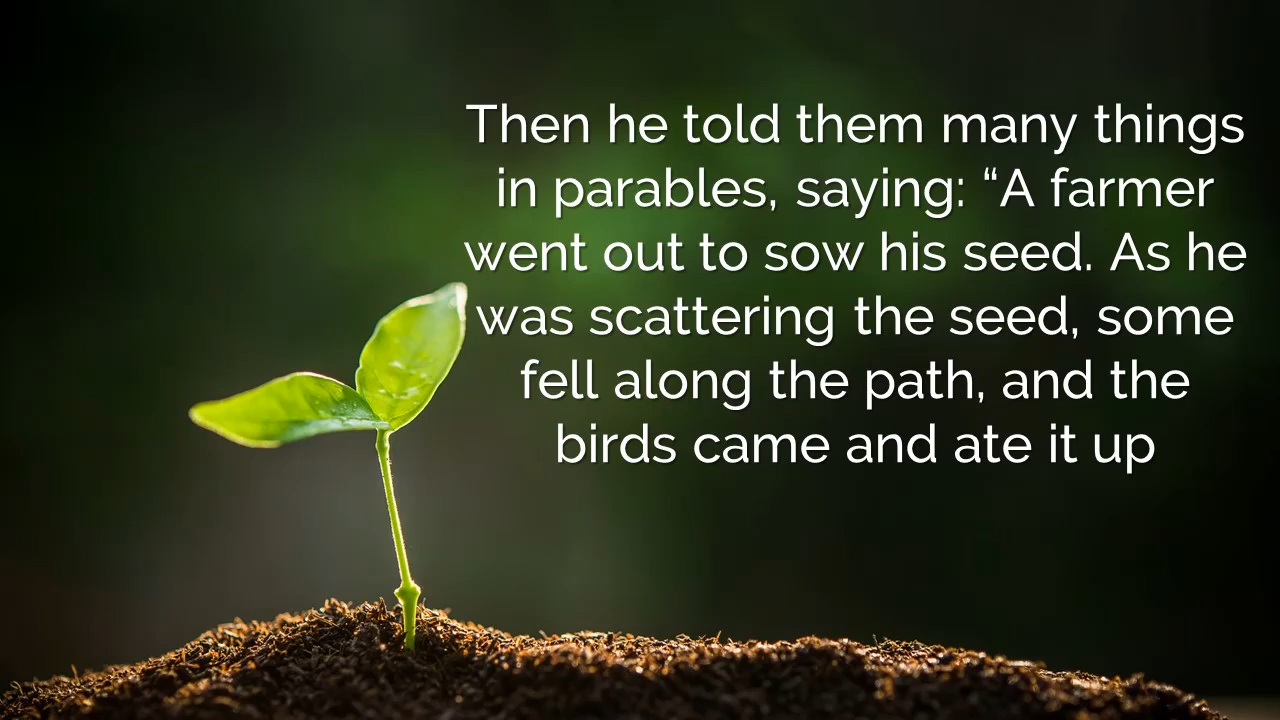 Then he told them many things
in parables, saying: “A farmer
went out to sow his seed. As he
was scattering the seed, some
fell along the path, and the
birds came and ate it up